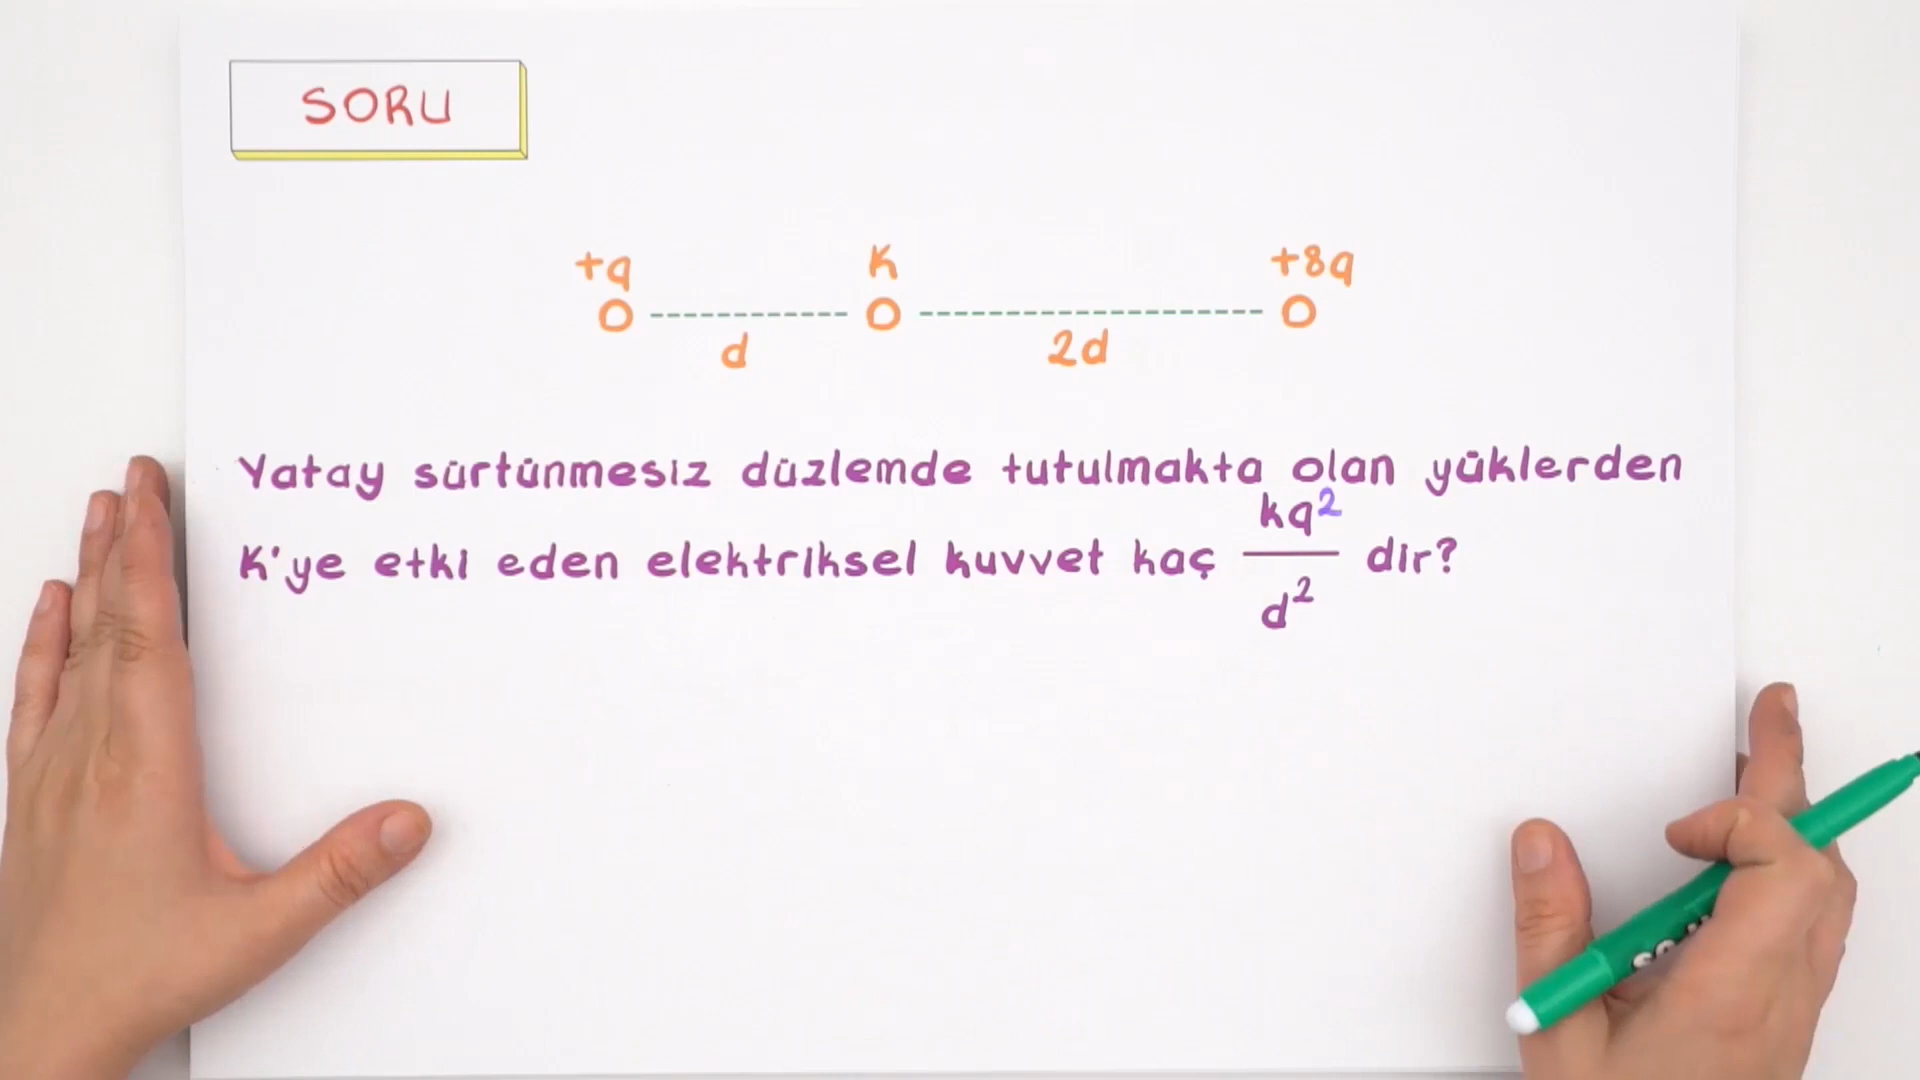 SORU
+q K +8q
d 2d
Yatay sürtünmesiz düzlemde tutulmakta olan yüklerden
kq²
K'ye etki eden elektriksel kuvvet kaç —— dir?
d²